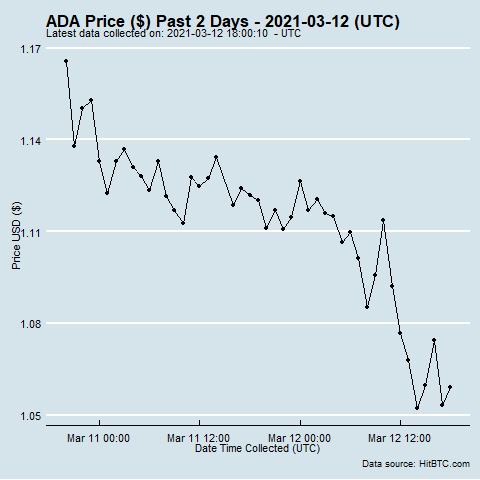 ADA Price ($) Past 2 Days - 2021-03-12 (UTC)
Latest data collected on: 2021-03-12 18:00:10 - UTC
1.17
1.14
1.11
1.08
1.05
Price USD ($)
Mar 11 00:00
Mar 11 12:00
Mar 12 00:00
Mar 12 12:00
Date Time Collected (UTC)
Data source: HitBTC.com